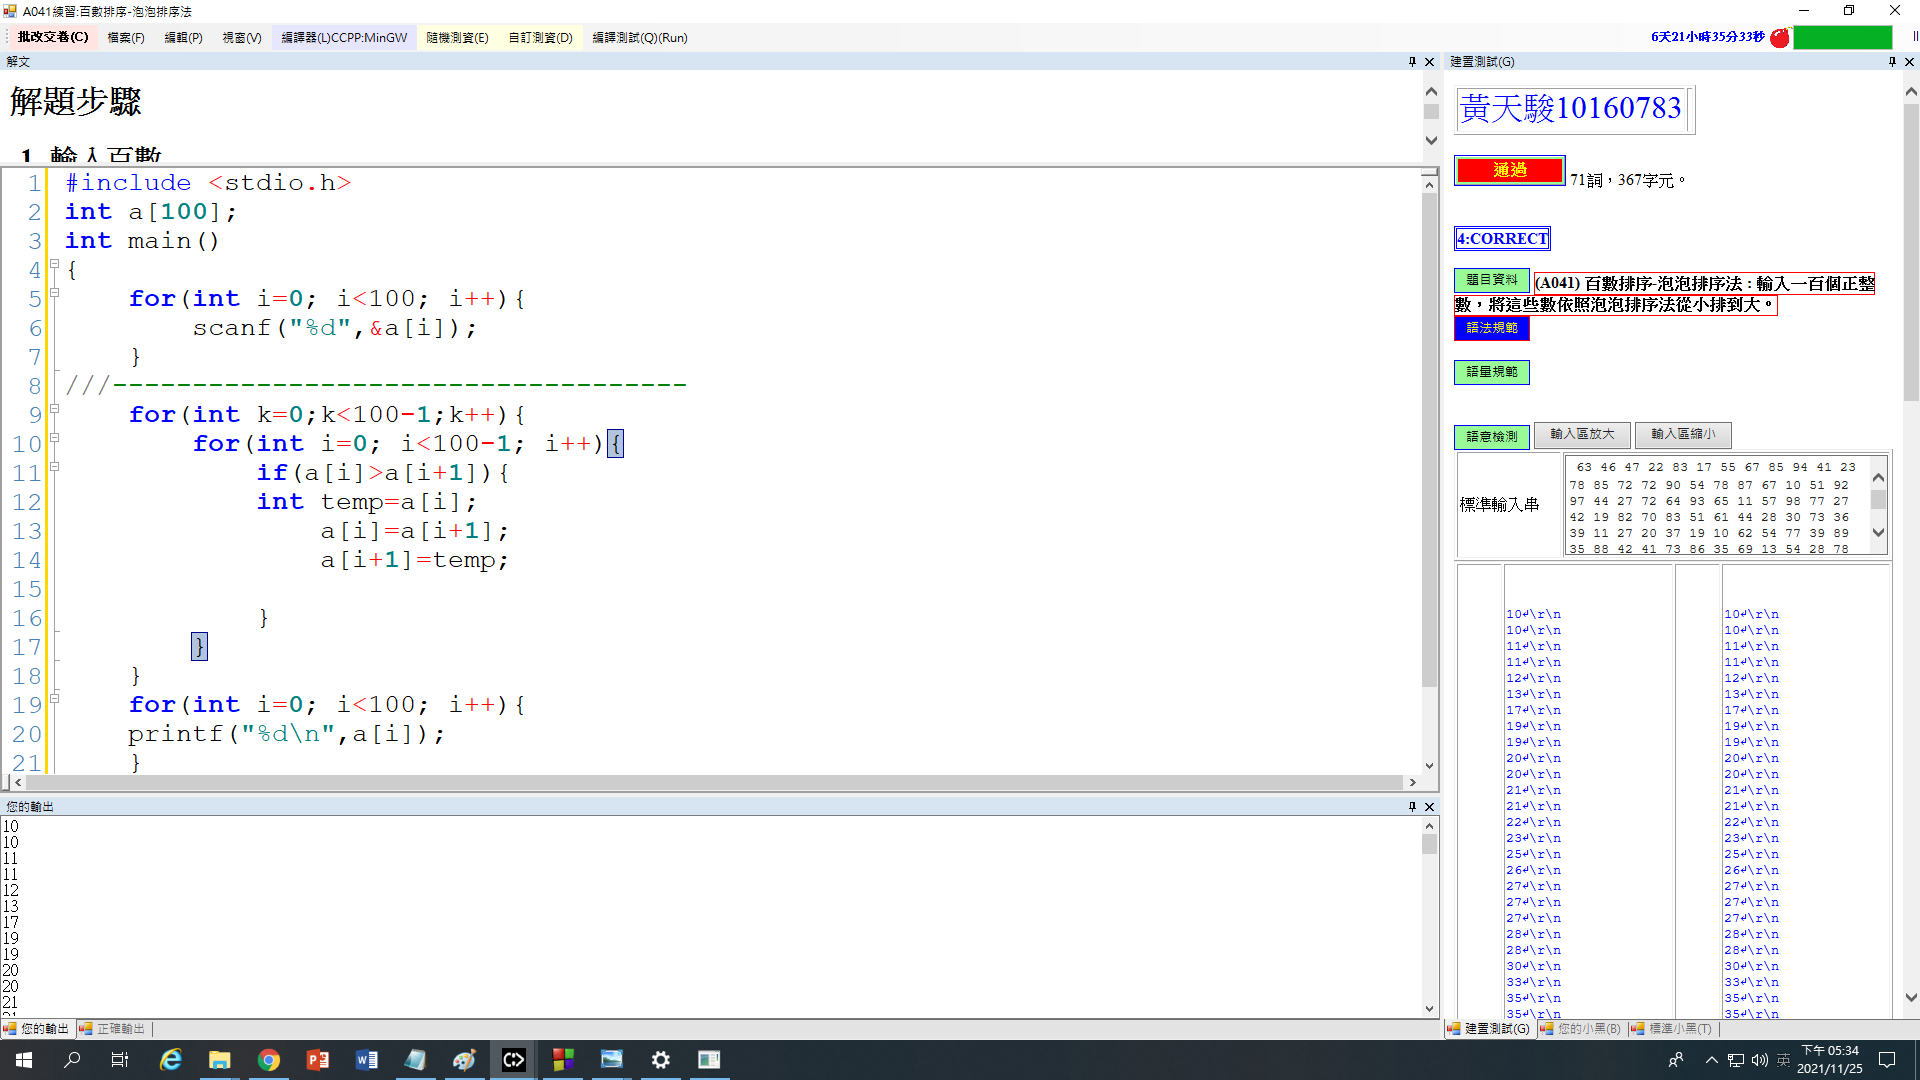 A041練習:百數排序-泡泡排序法
批改交卷(C) 檔案(F) 編輯(P) 視窗(V) 編譯器(L)CCPP:MinGW 隨機測資(E) 自訂測資(D) 編譯測試(Q)(Run) 6天21小時35分33秒
解文
解題步驟
1. 輸入百數
1 #include <stdio.h>
2 int a[100];
3 int main()
4 {
5 for(int i=0; i<100; i++){
6 scanf("%d",&a[i]);
7 }
8 ///------------------------------------
9 for(int k=0;k<100-1;k++){
10 for(int i=0; i<100-1; i++){
11 if(a[i]>a[i+1]){
12 int temp=a[i];
13 a[i]=a[i+1];
14 a[i+1]=temp;
15
16 }
17 }
18 }
19 for(int i=0; i<100; i++){
20 printf("%d\n",a[i]);
21 }
您的輸出
10
10
11
11
12
13
17
19
19
20
20
21
您的輸出 正確輸出
建置測試(G)
黃天駿10160783
通過 71詞，367字元。
4:CORRECT
題目資料 (A041) 百數排序-泡泡排序法 : 輸入一百個正整
數，將這些數依照泡泡排序法從小排到大。
語法規範
語量規範
語意檢測 輸入區放大 輸入區縮小
標準輸入串
63 46 47 22 83 17 55 67 85 94 41 23
78 85 72 72 90 54 78 87 67 10 51 92
97 44 27 72 64 93 65 11 57 98 77 27
42 19 82 70 83 51 61 44 28 30 73 36
39 11 27 20 37 19 10 62 54 77 39 89
35 88 42 41 73 86 35 69 13 54 28 78
10↲\r\n 10↲\r\n
10↲\r\n 10↲\r\n
11↲\r\n 11↲\r\n
11↲\r\n 11↲\r\n
12↲\r\n 12↲\r\n
13↲\r\n 13↲\r\n
17↲\r\n 17↲\r\n
19↲\r\n 19↲\r\n
19↲\r\n 19↲\r\n
20↲\r\n 20↲\r\n
20↲\r\n 20↲\r\n
21↲\r\n 21↲\r\n
21↲\r\n 21↲\r\n
22↲\r\n 22↲\r\n
23↲\r\n 23↲\r\n
25↲\r\n 25↲\r\n
26↲\r\n 26↲\r\n
27↲\r\n 27↲\r\n
27↲\r\n 27↲\r\n
27↲\r\n 27↲\r\n
28↲\r\n 28↲\r\n
28↲\r\n 28↲\r\n
30↲\r\n 30↲\r\n
33↲\r\n 33↲\r\n
35↲\r\n 35↲\r\n
35↲\r\n 35↲\r\n
建置測試(G) 您的小黑(B) 標準小黑(T)
英 下午 05:34
2021/11/25